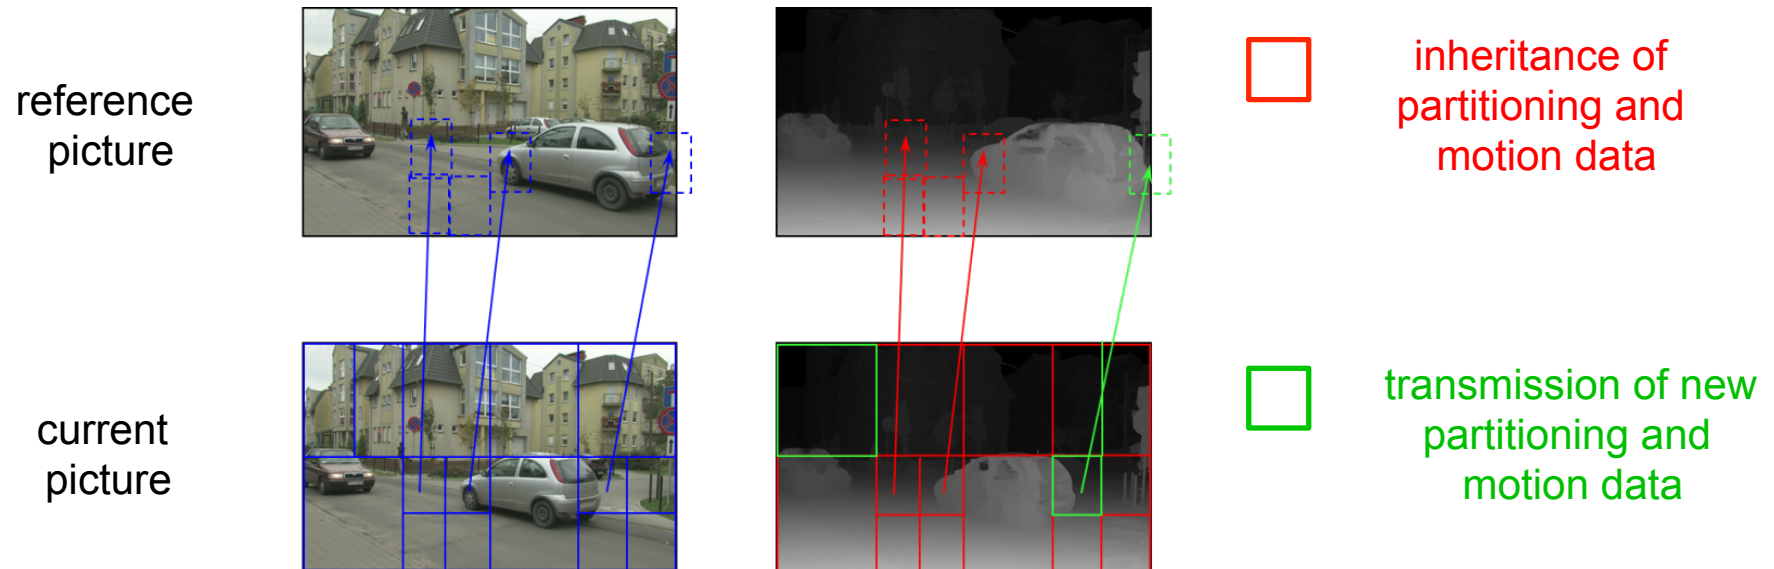 reference
picture
inheritance of
partitioning and
motion data
current
picture
transmission of new
partitioning and
motion data